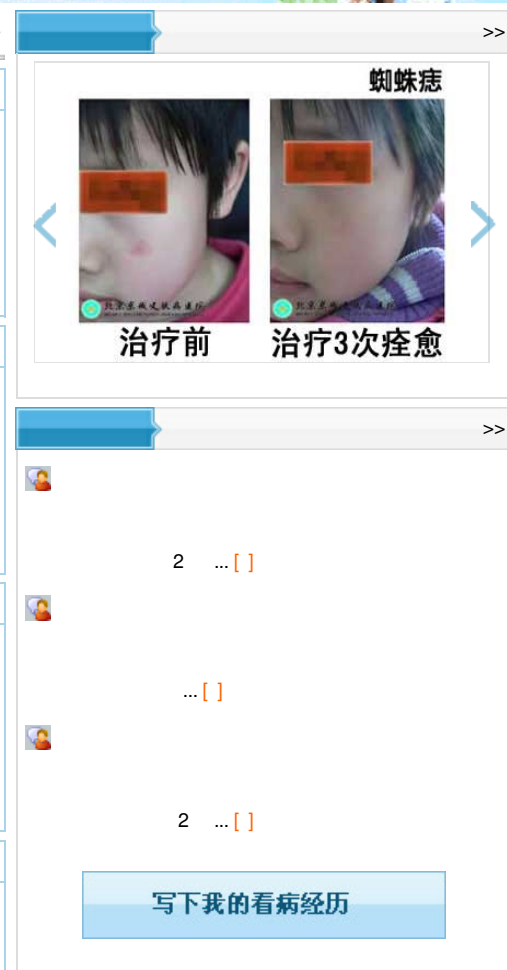 >>
蜘蛛痣
治疗前 治疗3次痊愈
>>
2 ... [ ]
... [ ]
2 ... [ ]
写下我的看病经历